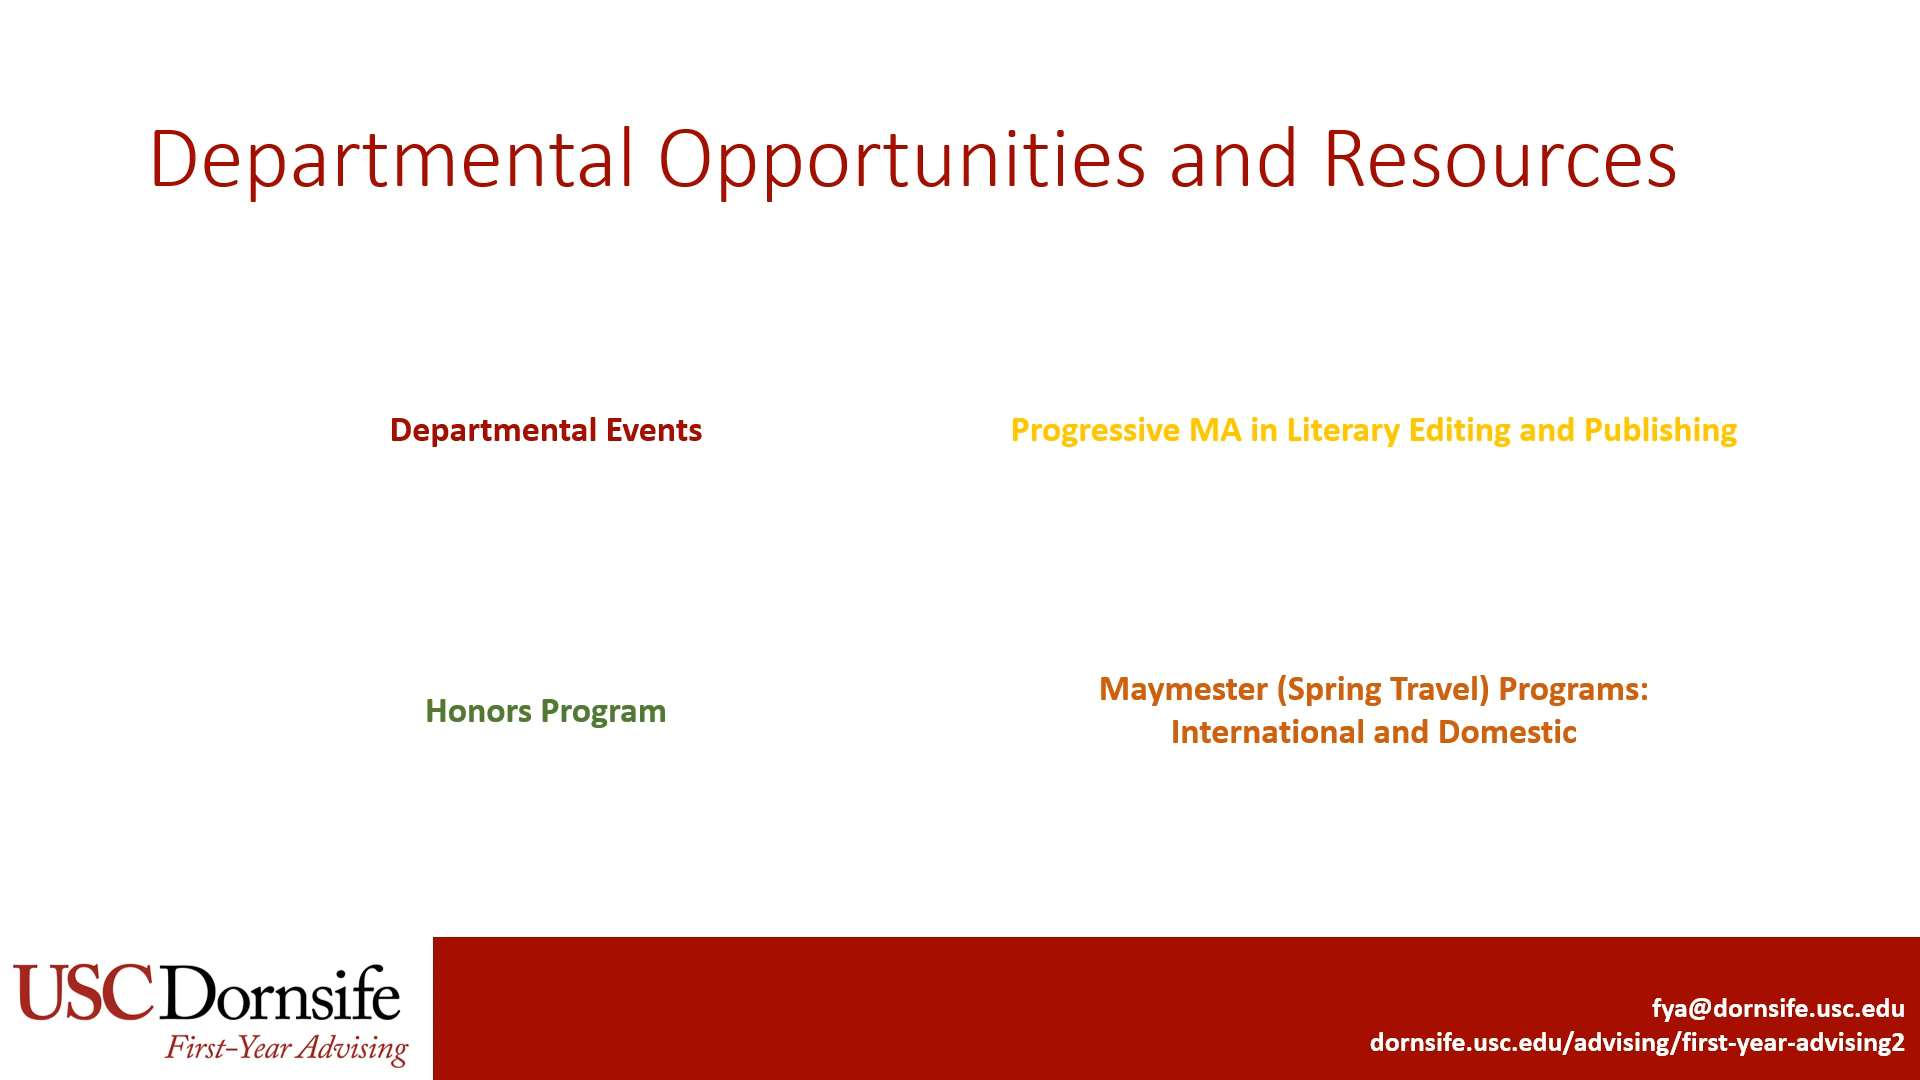 Departmental Opportunities and Resources
Departmental Events
Progressive MA in Literary Editing and Publishing
Honors Program
Maymester (Spring Travel) Programs:
International and Domestic
USC Dornsife
First-Year Advising
fya@dornsife.usc.edu
dornsife.usc.edu/advising/first-year-advising2